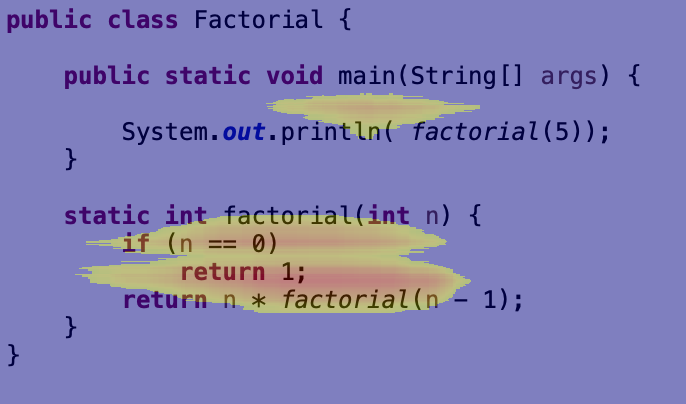 public class Factorial {
public static void main(String[] args) {
System.out.println( factorial(5));
}
static int factorial(int n) {
if (n == 0)
return 1;
return n * factorial(n - 1);
}
}